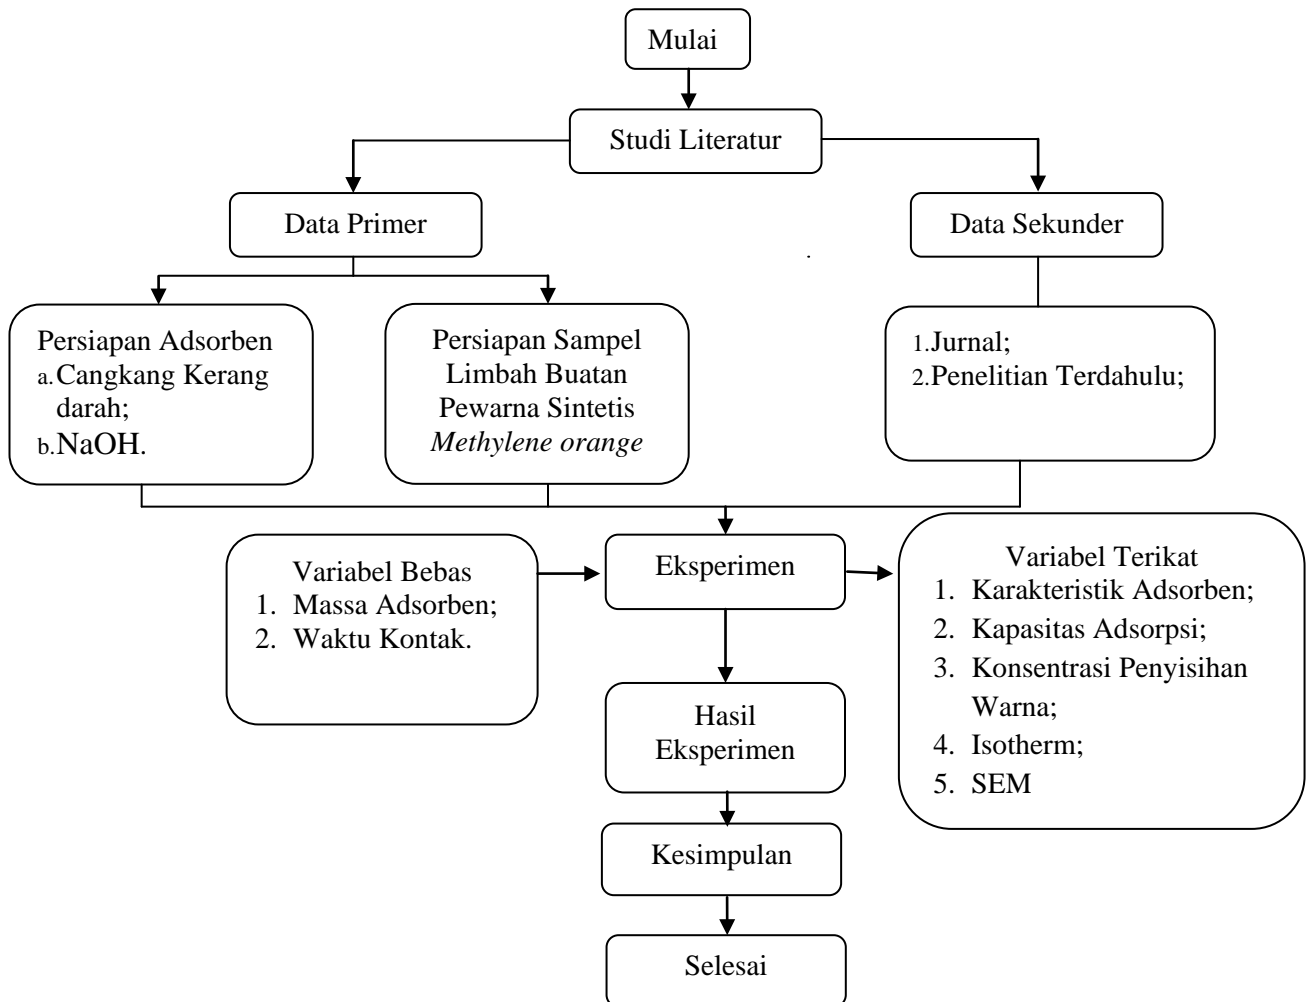 Mulai
Studi Literatur
Data Primer
Data Sekunder
Persiapan Adsorben
a. Cangkang Kerang
darah;
b. NaOH.
Persiapan Sampel
Limbah Buatan
Pewarna Sintetis
Methylene orange
1. Jurnal;
2. Penelitian Terdahulu;
Variabel Bebas
1. Massa Adsorben;
2. Waktu Kontak.
Eksperimen
Variabel Terikat
1. Karakteristik Adsorben;
2. Kapasitas Adsorpsi;
3. Konsentrasi Penyisihan
Warna;
4. Isotherm;
5. SEM
Hasil
Eksperimen
Kesimpulan
Selesai